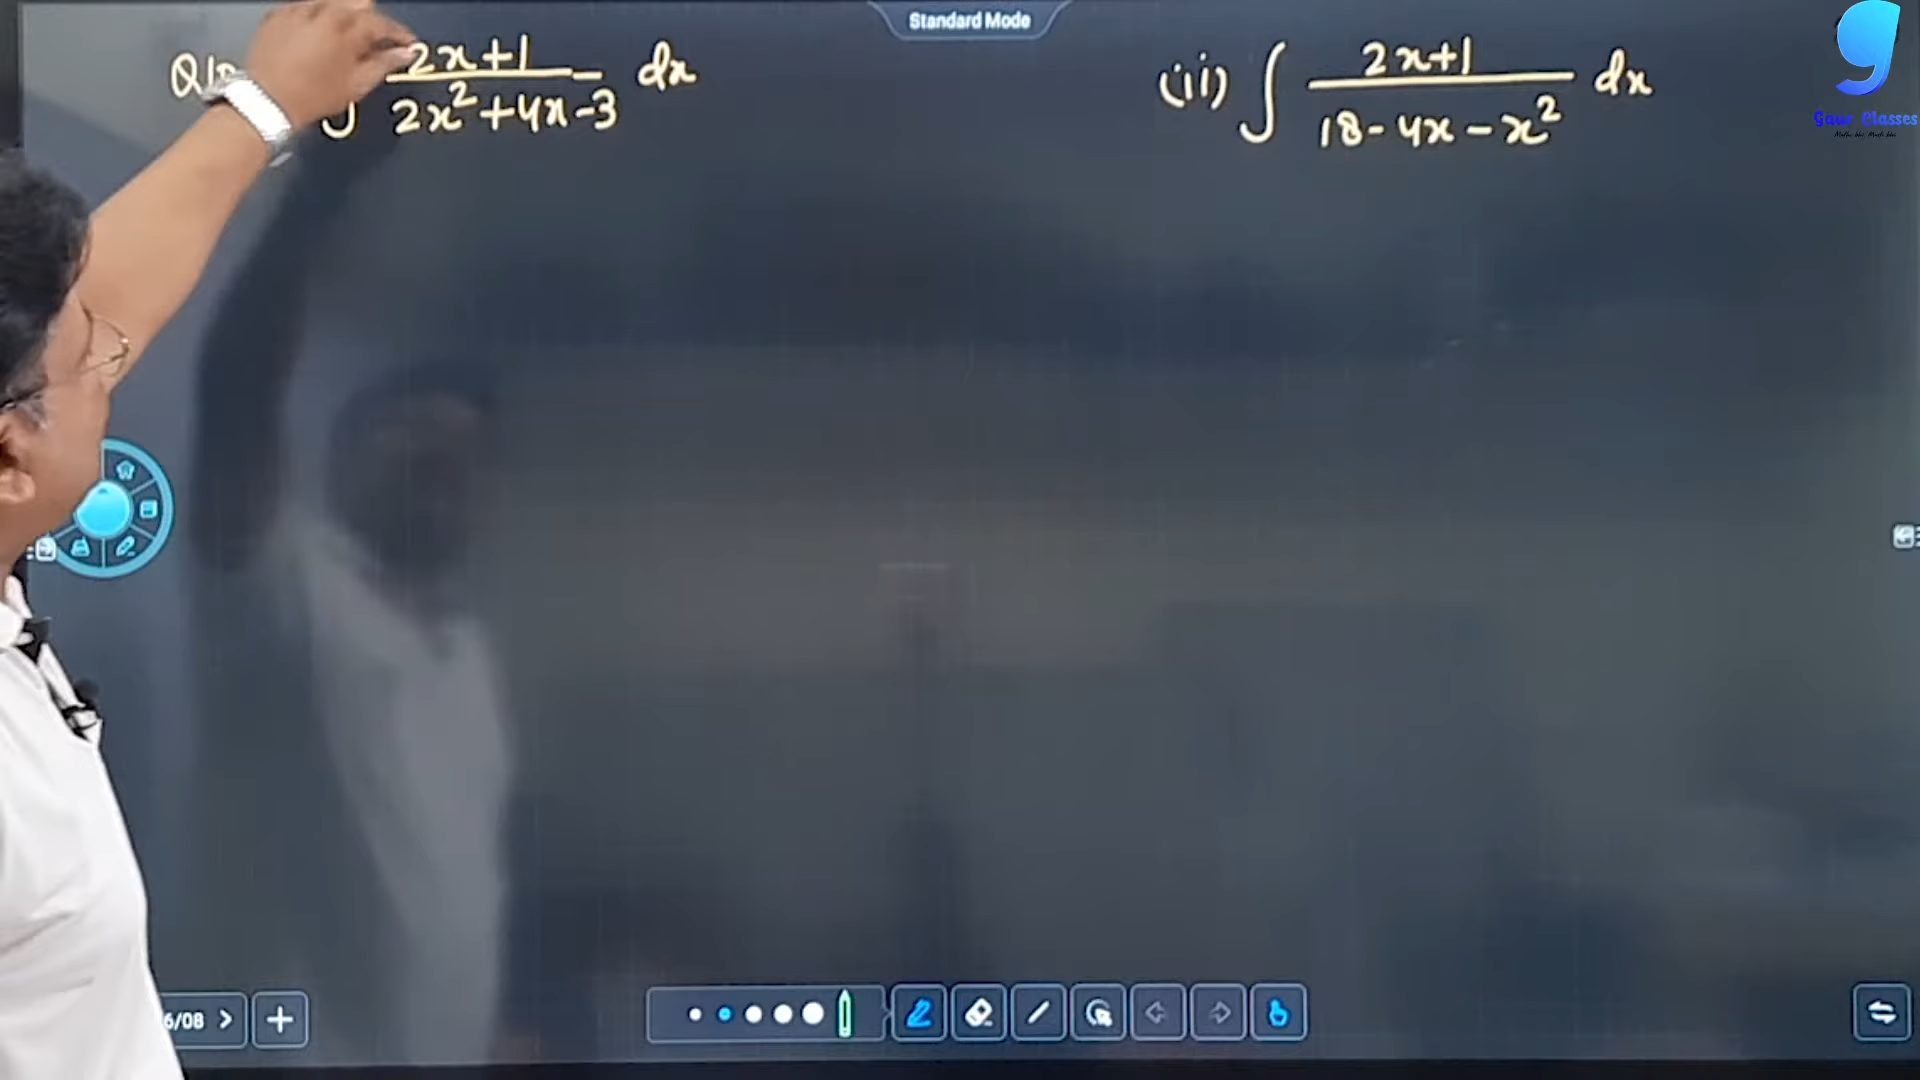 Standard Mode
∫ 2x+1 / 2x²+4x-3 dx
(ii) ∫ 2x+1 / 18-4x-x² dx
g
Gaur Classes
6/08 >